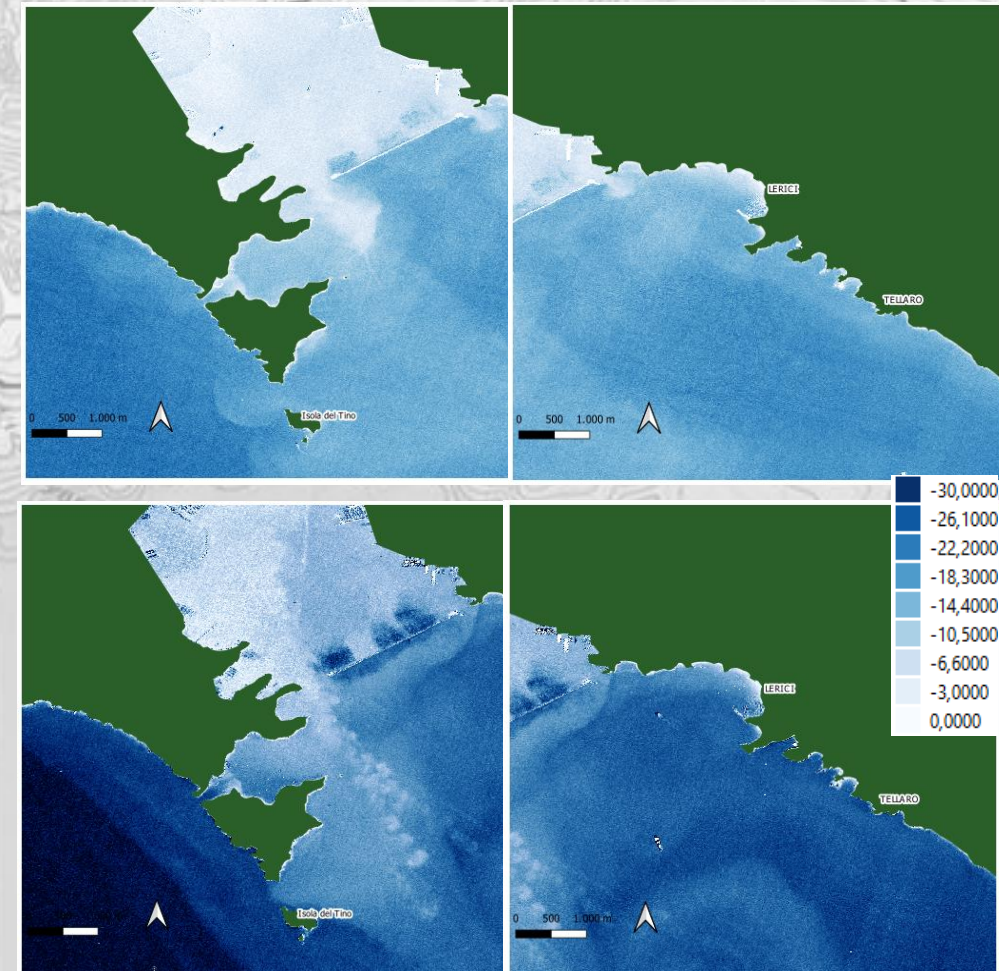 LERICI
TELLARO
0 500 1.000 m
Isola del Tino
0 500 1.000 m
-30,0000
-26,1000
-22,2000
-18,3000
-14,4000
-10,5000
-6,6000
-3,0000
0,0000
LERICI
TELLARO
Isola del Tino
0 500 1.000 m